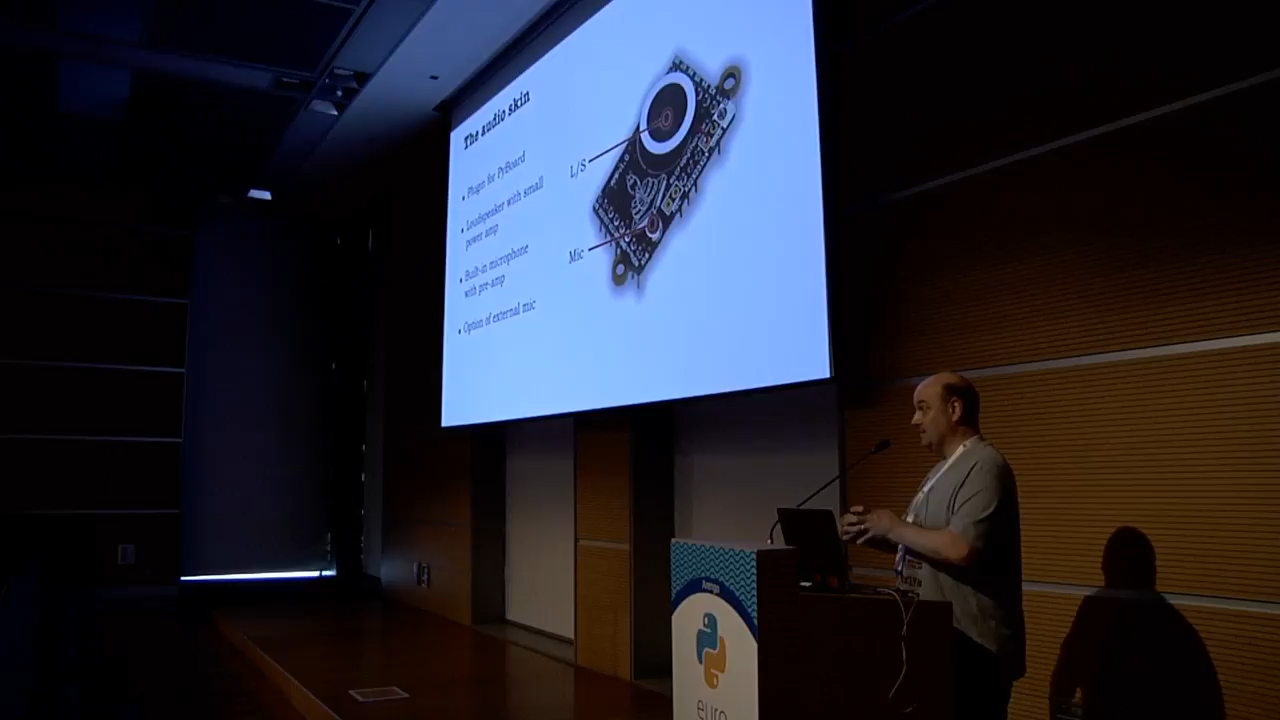 The audio skin
• Plugin for PyBoard
• Loudspeaker with small
power amp
• Built-in microphone
with pre-amp
• Option of external mic
L/S
Mic
Anengo
euro